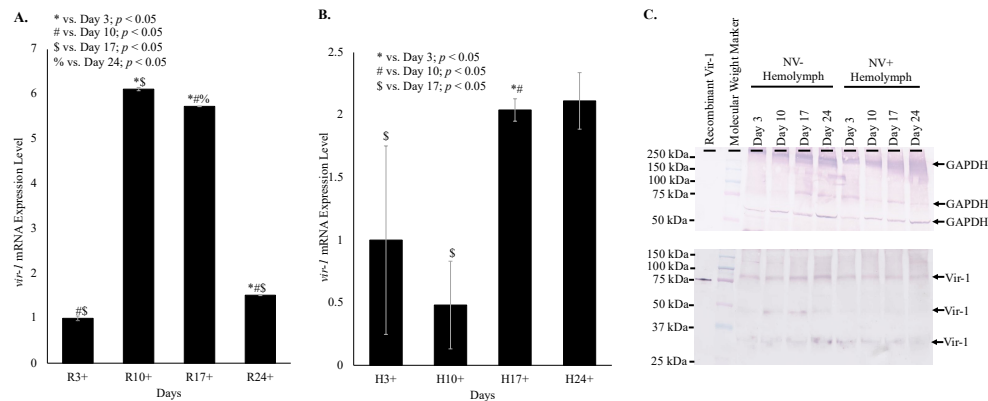 A.
* vs. Day 3; p < 0.05
# vs. Day 10; p < 0.05
$ vs. Day 17; p < 0.05
% vs. Day 24; p < 0.05
vir-1 mRNA Expression Level
7
6
5
4
3
2
1
0
#$
*$
*#%
*#$
R3+
R10+
R17+
R24+
Days
B.
* vs. Day 3; p < 0.05
# vs. Day 10; p < 0.05
$ vs. Day 17; p < 0.05
vir-1 mRNA Expression Level
2.5
2
1.5
1
0.5
0
$
$
*#
H3+
H10+
H17+
H24+
Days
C.
Recombinant Vir-1
Molecular Weight Marker
NV-
Hemolymph
NV+
Hemolymph
Day 3
Day 10
Day 17
Day 24
Day 3
Day 10
Day 17
Day 24
250 kDa
150 kDa
100 kDa
75 kDa
50 kDa
GAPDH
GAPDH
GAPDH
150 kDa
100 kDa
75 kDa
50 kDa
37 kDa
25 kDa
Vir-1
Vir-1
Vir-1